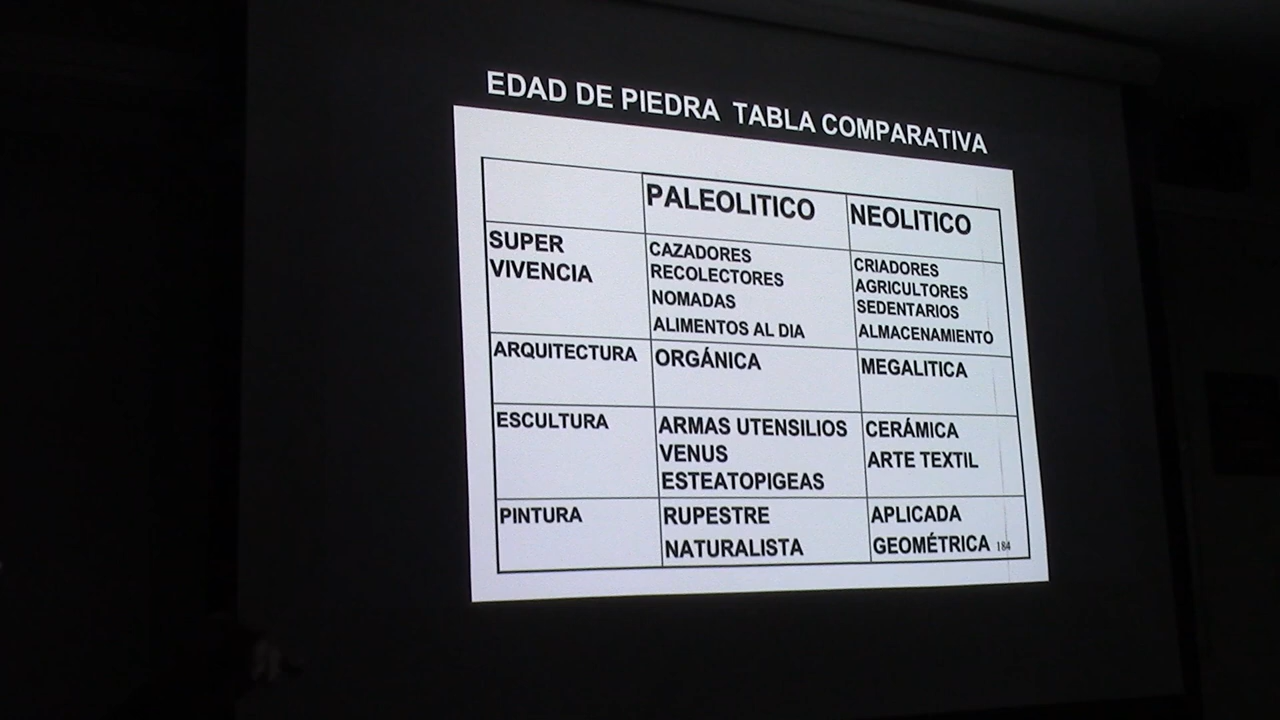 EDAD DE PIEDRA TABLA COMPARATIVA
PALEOLITICO NEOLITICO
SUPER
VIVENCIA
CAZADORES
RECOLECTORES
NOMADAS
ALIMENTOS AL DIA
CRIADORES
AGRICULTORES
SEDENTARIOS
ALMACENAMIENTO
ARQUITECTURA
ORGÁNICA
MEGALITICA
ESCULTURA
ARMAS UTENSILIOS
VENUS
ESTEATOPIGEAS
CERÁMICA
ARTE TEXTIL
PINTURA
RUPESTRE
NATURALISTA
APLICADA
GEOMÉTRICA
184